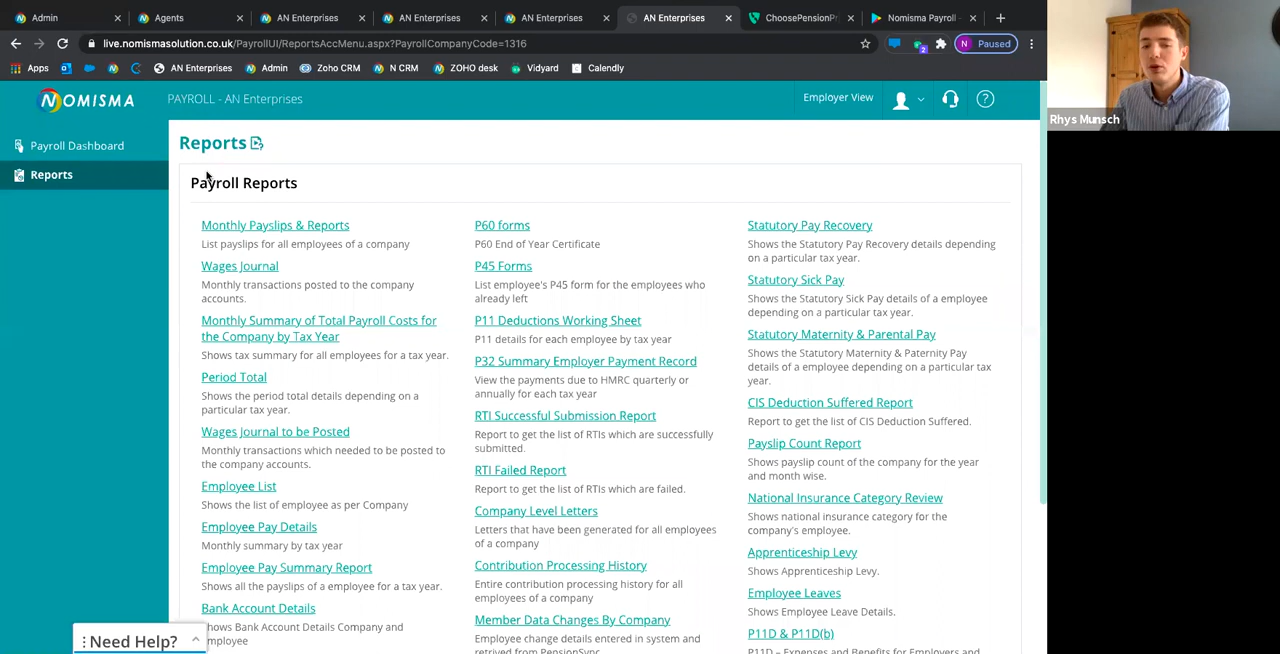 Admin
Agents
AN Enterprises
AN Enterprises
AN Enterprises
AN Enterprises
ChoosePensionPr
Nomisma Payroll -
live.nomismasolution.co.uk/PayrollUI/ReportsAccMenu.aspx?PayrollCompanyCode=1316
2
N Paused
Apps
AN Enterprises
Admin
Zoho CRM
N CRM
ZOHO desk
Vidyard
Calendly
NOMISMA
PAYROLL - AN Enterprises
Employer View
Rhys Munsch
Payroll Dashboard
Reports
Reports
Payroll Reports
Monthly Payslips & Reports
List payslips for all employees of a company
Wages Journal
Monthly transactions posted to the company
accounts.
Monthly Summary of Total Payroll Costs for
the Company by Tax Year
Shows tax summary for all employees for a tax year.
Period Total
Shows the period total details depending on a
particular tax year.
Wages Journal to be Posted
Monthly transactions which needed to be posted to
the company accounts.
Employee List
Shows the list of employee as per Company
Employee Pay Details
Monthly summary by tax year
Employee Pay Summary Report
Shows all the payslips of a employee for a tax year.
Bank Account Details
hows Bank Account Details Company and
mployee
P60 forms
P60 End of Year Certificate
P45 Forms
List employee's P45 form for the employees who
already left
P11 Deductions Working Sheet
P11 details for each employee by tax year
P32 Summary Employer Payment Record
View the payments due to HMRC quarterly or
annually for each tax year
RTI Successful Submission Report
Report to get the list of RTIs which are successfully
submitted.
RTI Failed Report
Report to get the list of RTIs which are failed.
Company Level Letters
Letters that have been generated for all employees
of a company
Contribution Processing History
Entire contribution processing history for all
employees of a company
Member Data Changes By Company
Employee change details entered in system and
retrived from PensionSync
Statutory Pay Recovery
Shows the Statutory Pay Recovery details depending
on a particular tax year.
Statutory Sick Pay
Shows the Statutory Sick Pay details of a employee
depending on a particular tax year.
Statutory Maternity & Parental Pay
Shows the Statutory Maternity & Paternity Pay
details of a employee depending on a particular tax
year.
CIS Deduction Suffered Report
Report to get the list of CIS Deduction Suffered.
Payslip Count Report
Shows payslip count of the company for the year
and month wise.
National Insurance Category Review
Shows national insurance category for the
company's employee.
Apprenticeship Levy
Shows Apprenticeship Levy.
Employee Leaves
Shows Employee Leave Details.
P11D & P11D(b)
P11D – Expenses and Benefits for Employers and
Need Help?